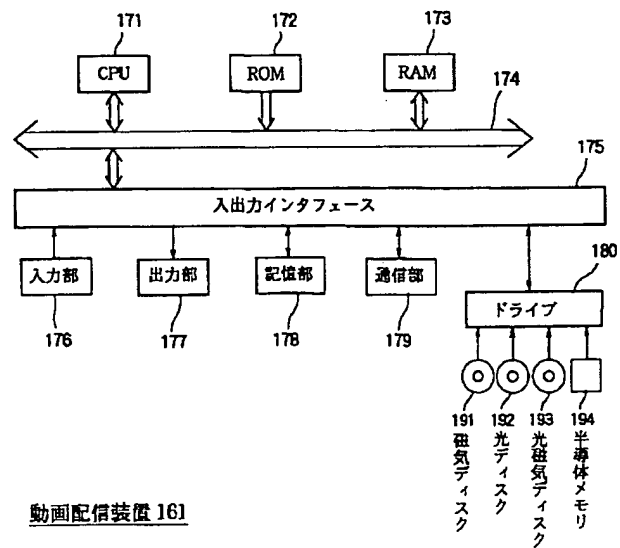 171
172
173
CPU
ROM
RAM
174
175
入出力インタフェース
180
入力部
出力部
記憶部
通信部
ドライブ
176
177
178
179
191
192
193
194
磁気ディスク
光ディスク
光磁気ディスク
半導体メモリ
動画配信装置 161